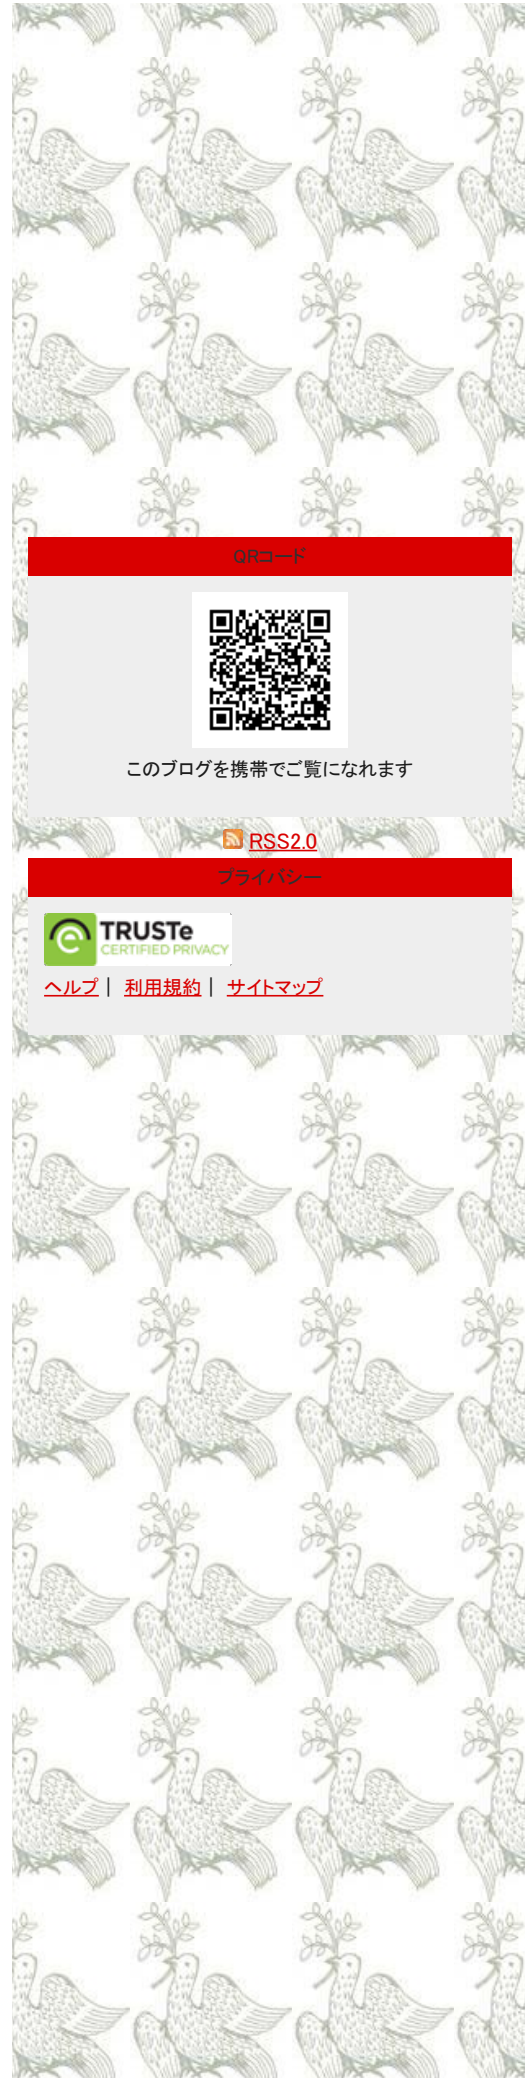 QRコード
このブログを携帯でご覧になれます
RSS2.0
プライバシー
TRUSTe
CERTIFIED PRIVACY
ヘルプ | 利用規約 | サイトマップ